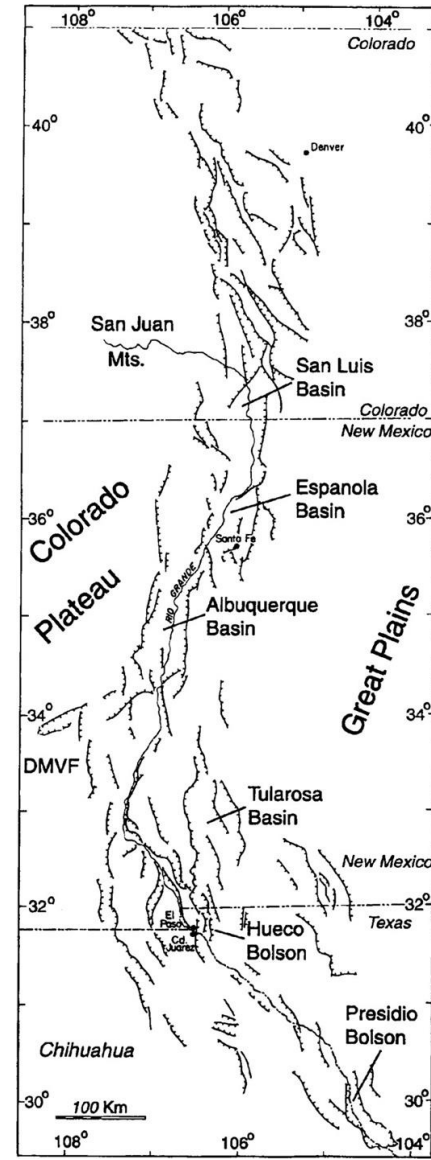 108° 106° 104°
Colorado
40° 40°
Denver
38° 38°
San Juan
Mts.
San Luis
Basin
Colorado
New Mexico
Colorado
Plateau
Espanola
Basin
36° 36°
Santa Fe
RIO GRANDE
Albuquerque
Basin
Great Plains
34° 34°
DMVF
Tularosa
Basin
New Mexico
32° 32°
Texas
El
Paso
Cd.
Juarez
Hueco
Bolson
Presidio
Bolson
Chihuahua
30° 30°
100 Km
108° 106° 104°